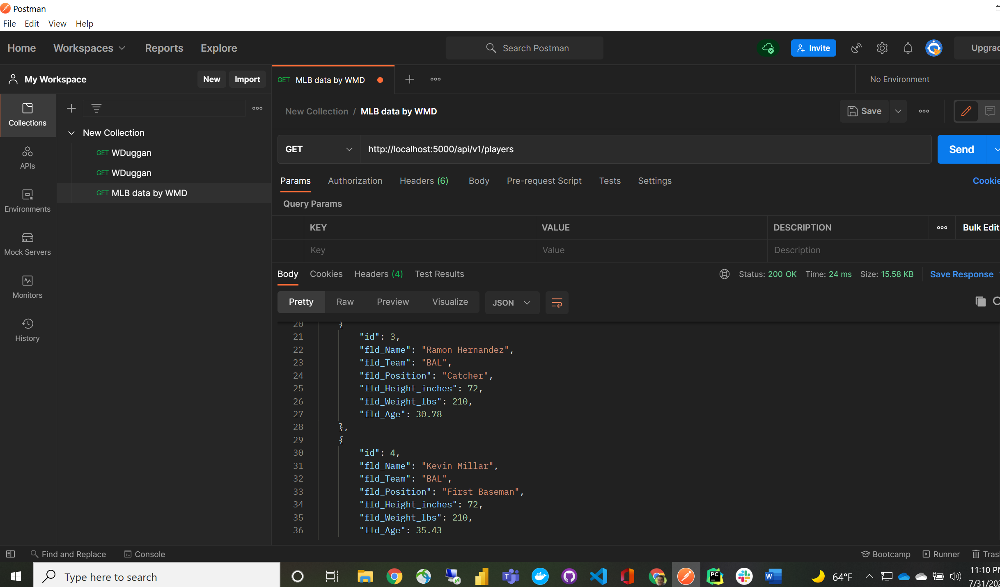 Postman
File Edit View Help
Home Workspaces Reports Explore Search Postman Invite
My Workspace New Import GET MLB data by WMD No Environment
Collections
New Collection / MLB data by WMD Save
New Collection
GET WDuggan
GET WDuggan
GET MLB data by WMD
APIs
Environments
Mock Servers
Monitors
History
GET http://localhost:5000/api/v1/players Send
Params Authorization Headers (6) Body Pre-request Script Tests Settings
Query Params
KEY VALUE DESCRIPTION Bulk Edit
Key Value Description
Body Cookies Headers (4) Test Results Status: 200 OK Time: 24 ms Size: 15.58 KB Save Response
Pretty Raw Preview Visualize JSON
20 {
21 "id": 3,
22 "fld_Name": "Ramon Hernandez",
23 "fld_Team": "BAL",
24 "fld_Position": "Catcher",
25 "fld_Height_inches": 72,
26 "fld_Weight_lbs": 210,
27 "fld_Age": 30.78
28 },
29 {
30 "id": 4,
31 "fld_Name": "Kevin Millar",
32 "fld_Team": "BAL",
33 "fld_Position": "First Baseman",
34 "fld_Height_inches": 72,
35 "fld_Weight_lbs": 210,
36 "fld_Age": 35.43
Find and Replace Console Bootcamp Runner
Type here to search
T PC W
64°F
11:10